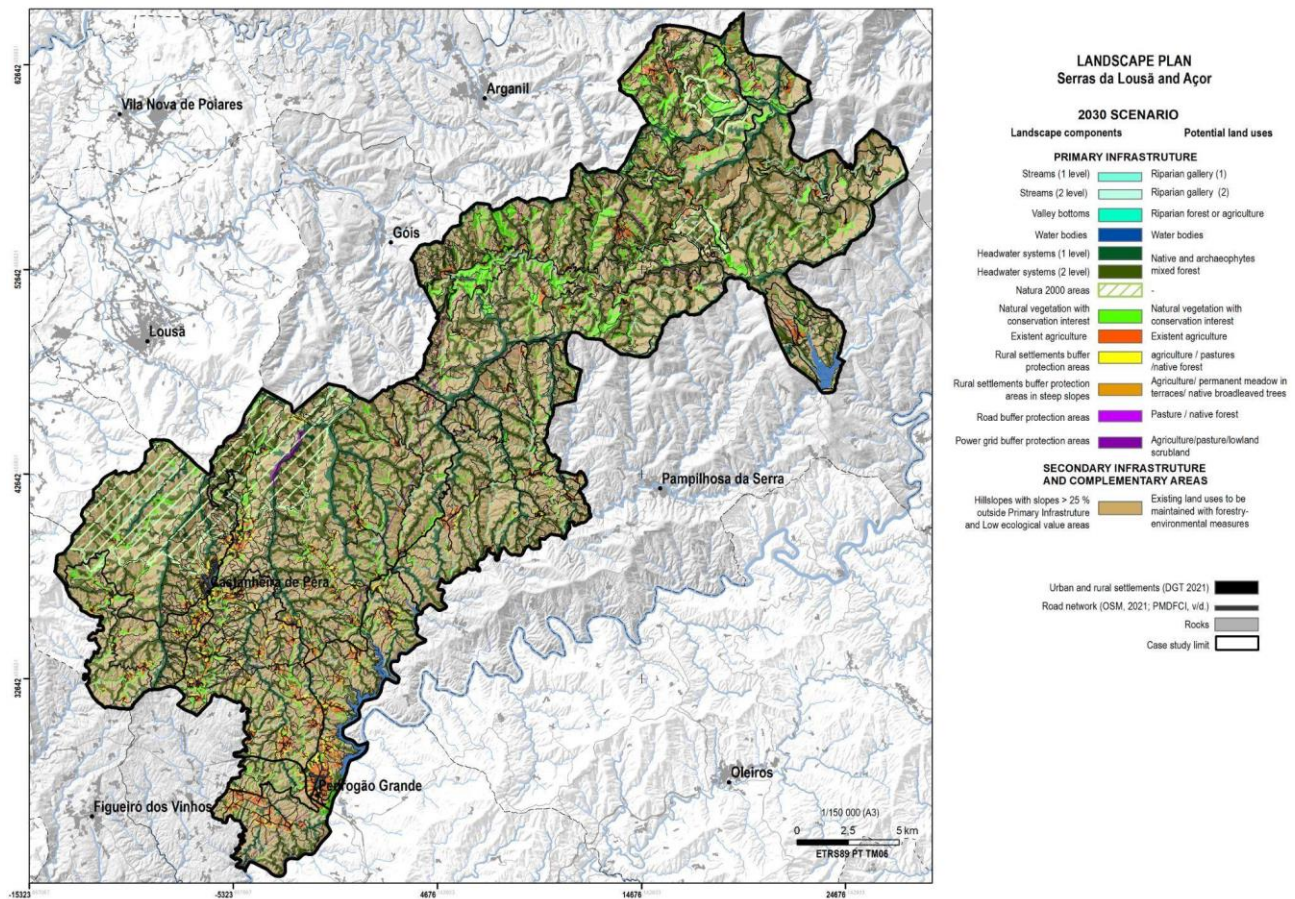 LANDSCAPE PLAN
Serras da Lousã and Açor
2030 SCENARIO
Landscape components Potential land uses
PRIMARY INFRASTRUTURE
Streams (1 level) Riparian gallery (1)
Streams (2 level) Riparian gallery (2)
Valley bottoms Riparian forest or agriculture
Water bodies Water bodies
Headwater systems (1 level)
Headwater systems (2 level)
Native and archaeophytes
mixed forest
Natura 2000 areas -
Natural vegetation with
conservation interest
Natural vegetation with
conservation interest
Existent agriculture Existent agriculture
Rural settlements buffer
protection areas
agriculture / pastures
/native forest
Rural settlements buffer protection
areas in steep slopes
Agriculture/ permanent meadow in
terraces/ native broadleaved trees
Road buffer protection areas Pasture / native forest
Power grid buffer protection areas
Agriculture/pasture/lowland
scrubland
SECONDARY INFRASTRUTURE
AND COMPLEMENTARY AREAS
Hillslopes with slopes > 25 %
outside Primary Infrastruture
and Low ecological value areas
Existing land uses to be
maintained with forestry-
environmental measures
Urban and rural settlements (DGT 2021)
Road network (OSM, 2021; PMDFCI, v/d.)
Rocks
Case study limit
Vila Nova de Poiares
Arganil
Góis
Lousã
Pampilhosa da Serra
Castanheira de Pêra
Oleiros
Pedrogão Grande
Figueiró dos Vinhos
1/150 000 (A3)
0 2,5 5 km
ETRS89 PT TM06
62642
52642
42642
32642
-15323
-5323
4676
14676
24676